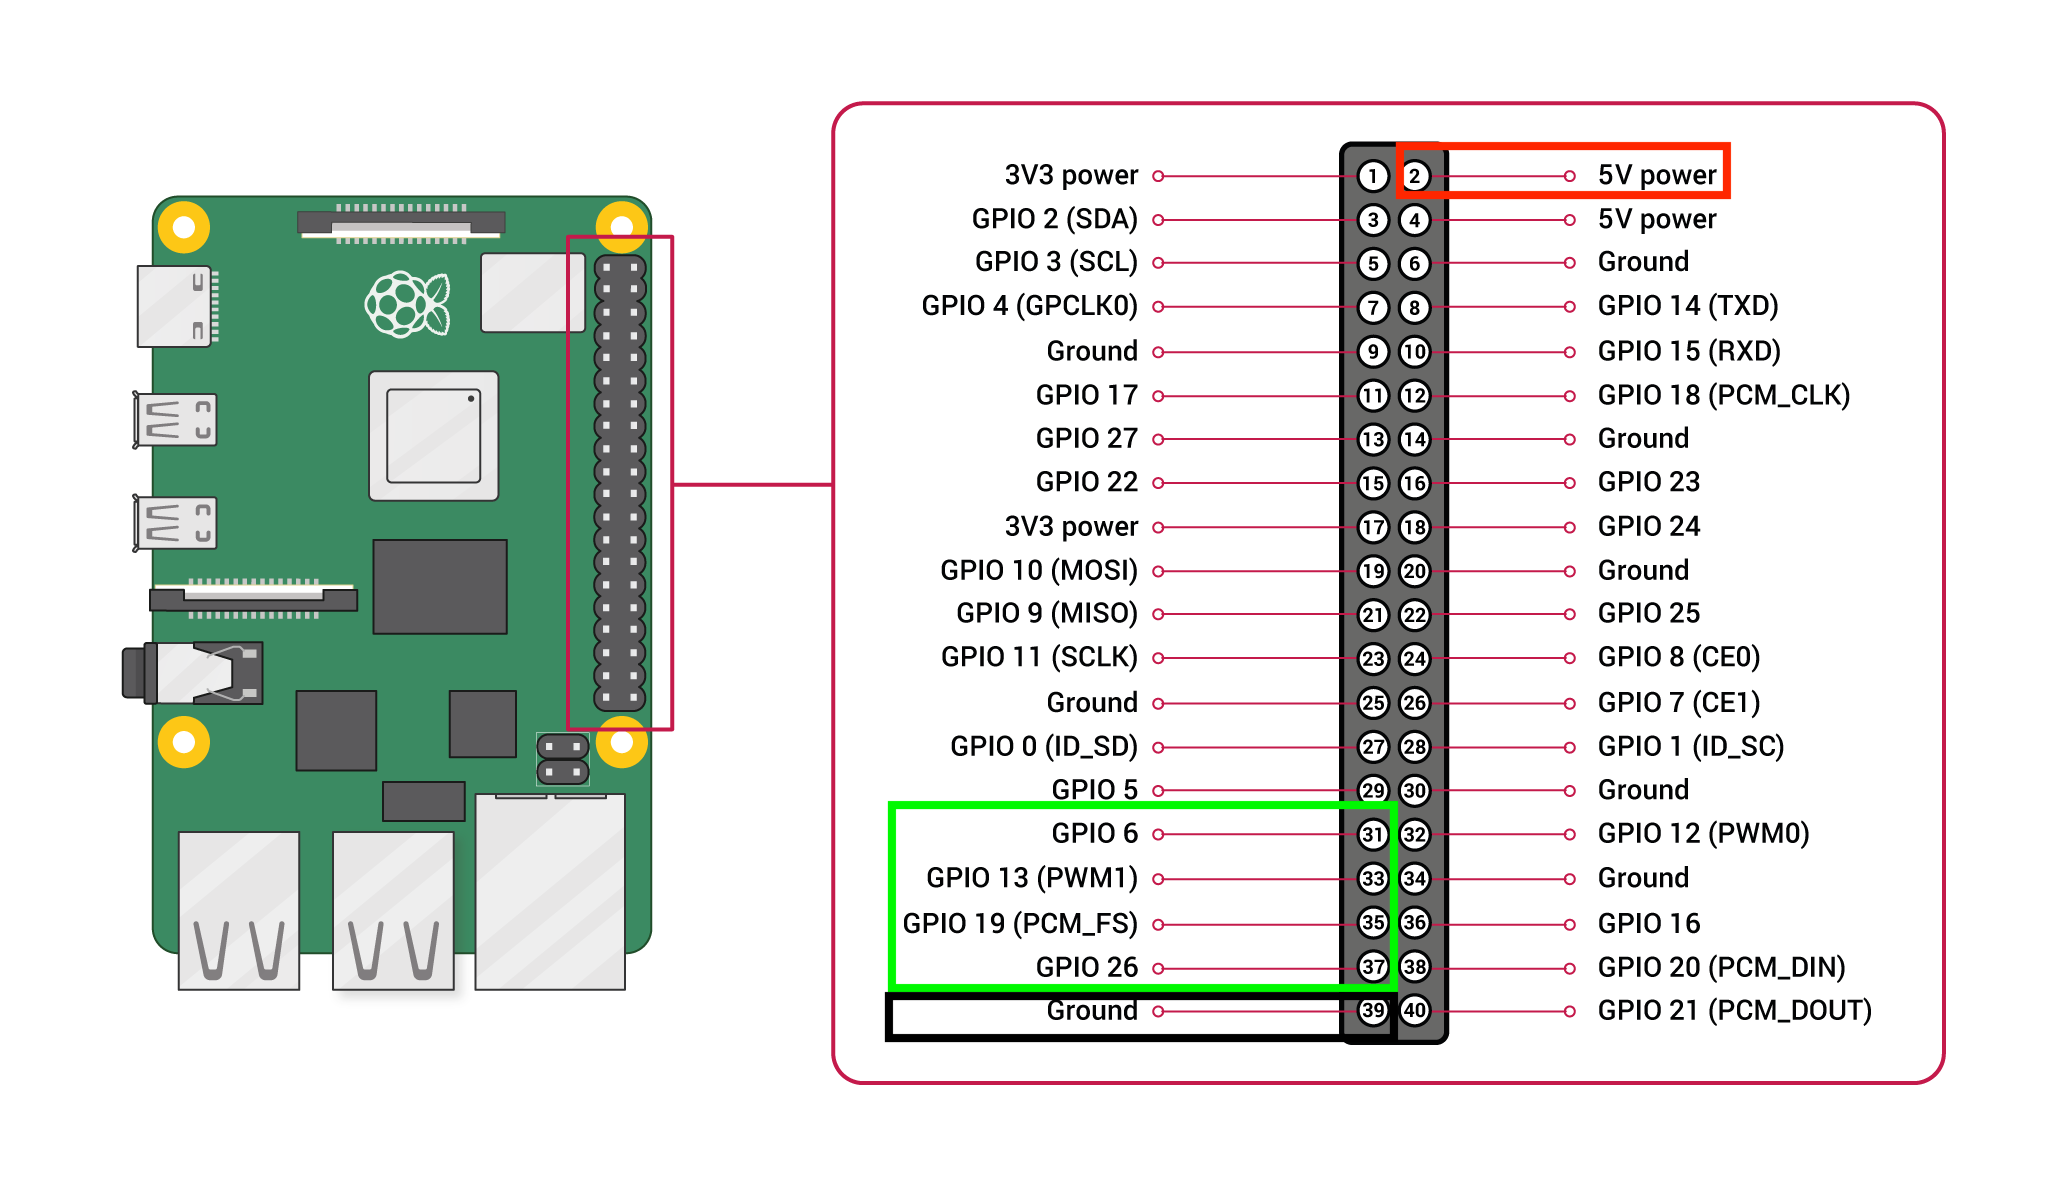 3V3 power 1 2 5V power
GPIO 2 (SDA) 3 4 5V power
GPIO 3 (SCL) 5 6 Ground
GPIO 4 (GPCLK0) 7 8 GPIO 14 (TXD)
Ground 9 10 GPIO 15 (RXD)
GPIO 17 11 12 GPIO 18 (PCM_CLK)
GPIO 27 13 14 Ground
GPIO 22 15 16 GPIO 23
3V3 power 17 18 GPIO 24
GPIO 10 (MOSI) 19 20 Ground
GPIO 9 (MISO) 21 22 GPIO 25
GPIO 11 (SCLK) 23 24 GPIO 8 (CE0)
Ground 25 26 GPIO 7 (CE1)
GPIO 0 (ID_SD) 27 28 GPIO 1 (ID_SC)
GPIO 5 29 30 Ground
GPIO 6 31 32 GPIO 12 (PWM0)
GPIO 13 (PWM1) 33 34 Ground
GPIO 19 (PCM_FS) 35 36 GPIO 16
GPIO 26 37 38 GPIO 20 (PCM_DIN)
Ground 39 40 GPIO 21 (PCM_DOUT)